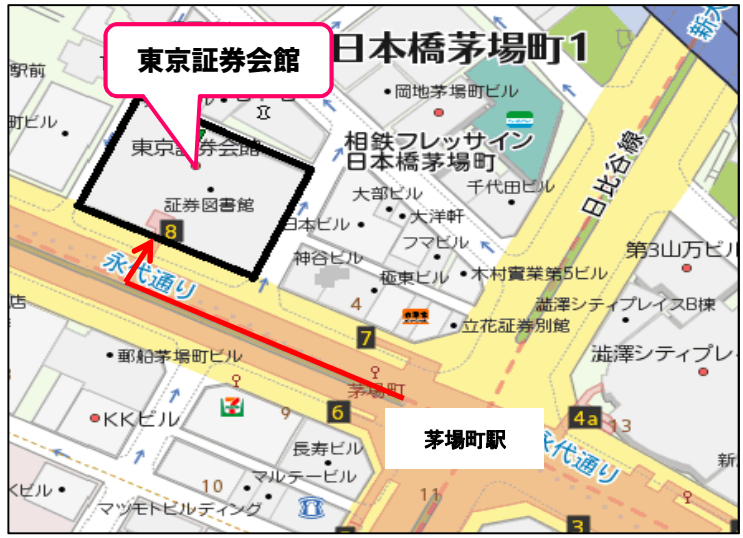 東京証券会館
日本橋茅場町1
新大
駅前
岡地茅場町ビル
町ビル
相鉄フレッサイン
日本橋茅場町
東京証券会館
日比谷線
証券図書館
大部ビル
千代田ビル
大洋軒
日本ビル
フマビル
8
神谷ビル
極東ビル
木村實業第5ビル
第3山万ビル
永代通り
4
澁澤シティプレイスB棟
店
7
立花証券別館
郵船茅場町ビル
澁澤シティプレ
茅場町
KKビル
9
6
4a
13
茅場町駅
永代通り
長寿ビル
マルテービル
新
Kビル
10
11
マツモトビルディング
3